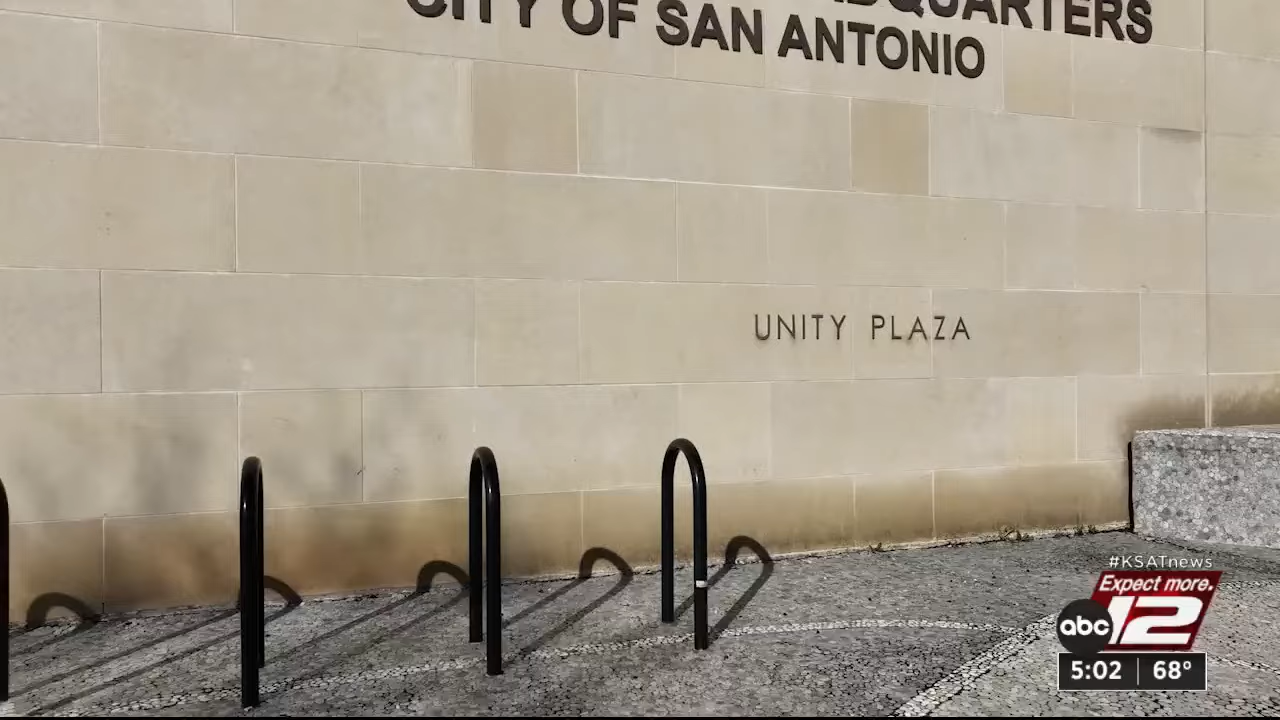 CITY OF SAN ANTONIO
UNITY PLAZA
#KSATnews
Expect more.
abc 12
5:02 68°